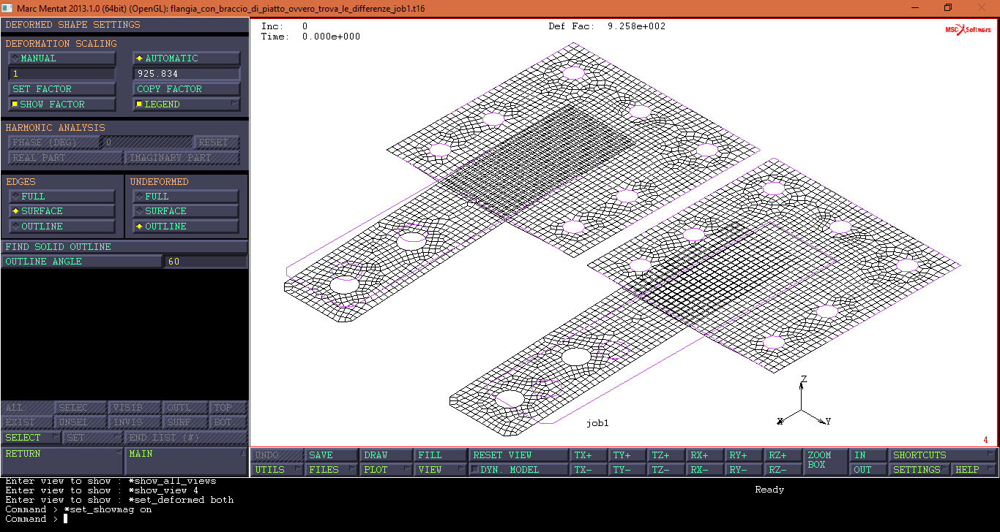 Marc Mentat 2013.1.0 (64bit) (OpenGL): flangia_con_braccio_di_piatto_ovvero_trova_le_differenze_job1.t16
DEFORMED SHAPE SETTINGS
DEFORMATION SCALING
MANUAL AUTOMATIC
1 925.834
SET FACTOR COPY FACTOR
SHOW FACTOR LEGEND
HARMONIC ANALYSIS
PHASE (DEG) 0 RESET
REAL PART IMAGINARY PART
EDGES UNDEFORMED
FULL FULL
SURFACE SURFACE
OUTLINE OUTLINE
FIND SOLID OUTLINE
OUTLINE ANGLE 60
Inc: 0 Def Fac: 9.258e+002
Time: 0.000e+000
MSC Software
Z
X Y
job1
4
ALL SELEC VISIB OUTL TOP
EXIST UNSEL INVIS SURF BOT
SELECT SET END LIST (#)
RETURN MAIN
UNDO SAVE DRAW FILL RESET VIEW TX+ TY+ TZ+ RX+ RY+ RZ+ ZOOM BOX IN SHORTCUTS
UTILS FILES PLOT VIEW DYN. MODEL TX- TY- TZ- RX- RY- RZ- OUT SETTINGS HELP
Enter view to show : *show_all_views
Enter view to show : *show_view 4
Enter view to show : *set_deformed both
Command > *set_showmag on
Command >
Ready